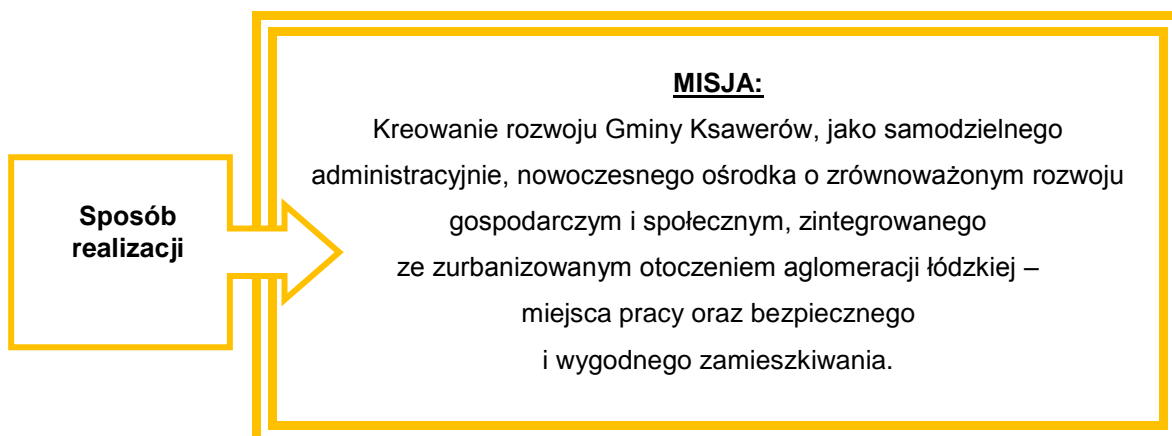 Sposób
realizacji
MISJA:
Kreowanie rozwoju Gminy Ksawerów, jako samodzielnego
administracyjnie, nowoczesnego ośrodka o zrównoważonym rozwoju
gospodarczym i społecznym, zintegrowanego
ze zurbanizowanym otoczeniem aglomeracji łódzkiej –
miejsca pracy oraz bezpiecznego
i wygodnego zamieszkiwania.